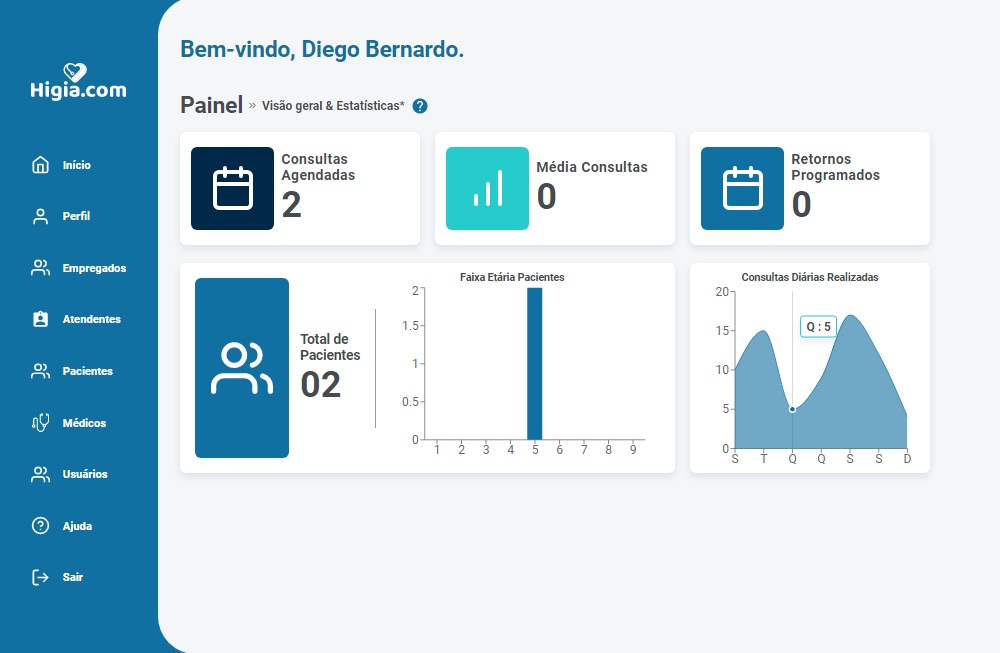 Higia.com
Início
Perfil
Empregados
Atendentes
Pacientes
Médicos
Usuários
Ajuda
Sair
Bem-vindo, Diego Bernardo.
Painel » Visão geral & Estatísticas* ?
Consultas
Agendadas
2
Média Consultas
0
Retornos
Programados
0
Total de
Pacientes
02
Faixa Etária Pacientes
2
1.5
1
0.5
0
1 2 3 4 5 6 7 8 9
Consultas Diárias Realizadas
20
15
10
5
0
Q : 5
S T Q Q S S D